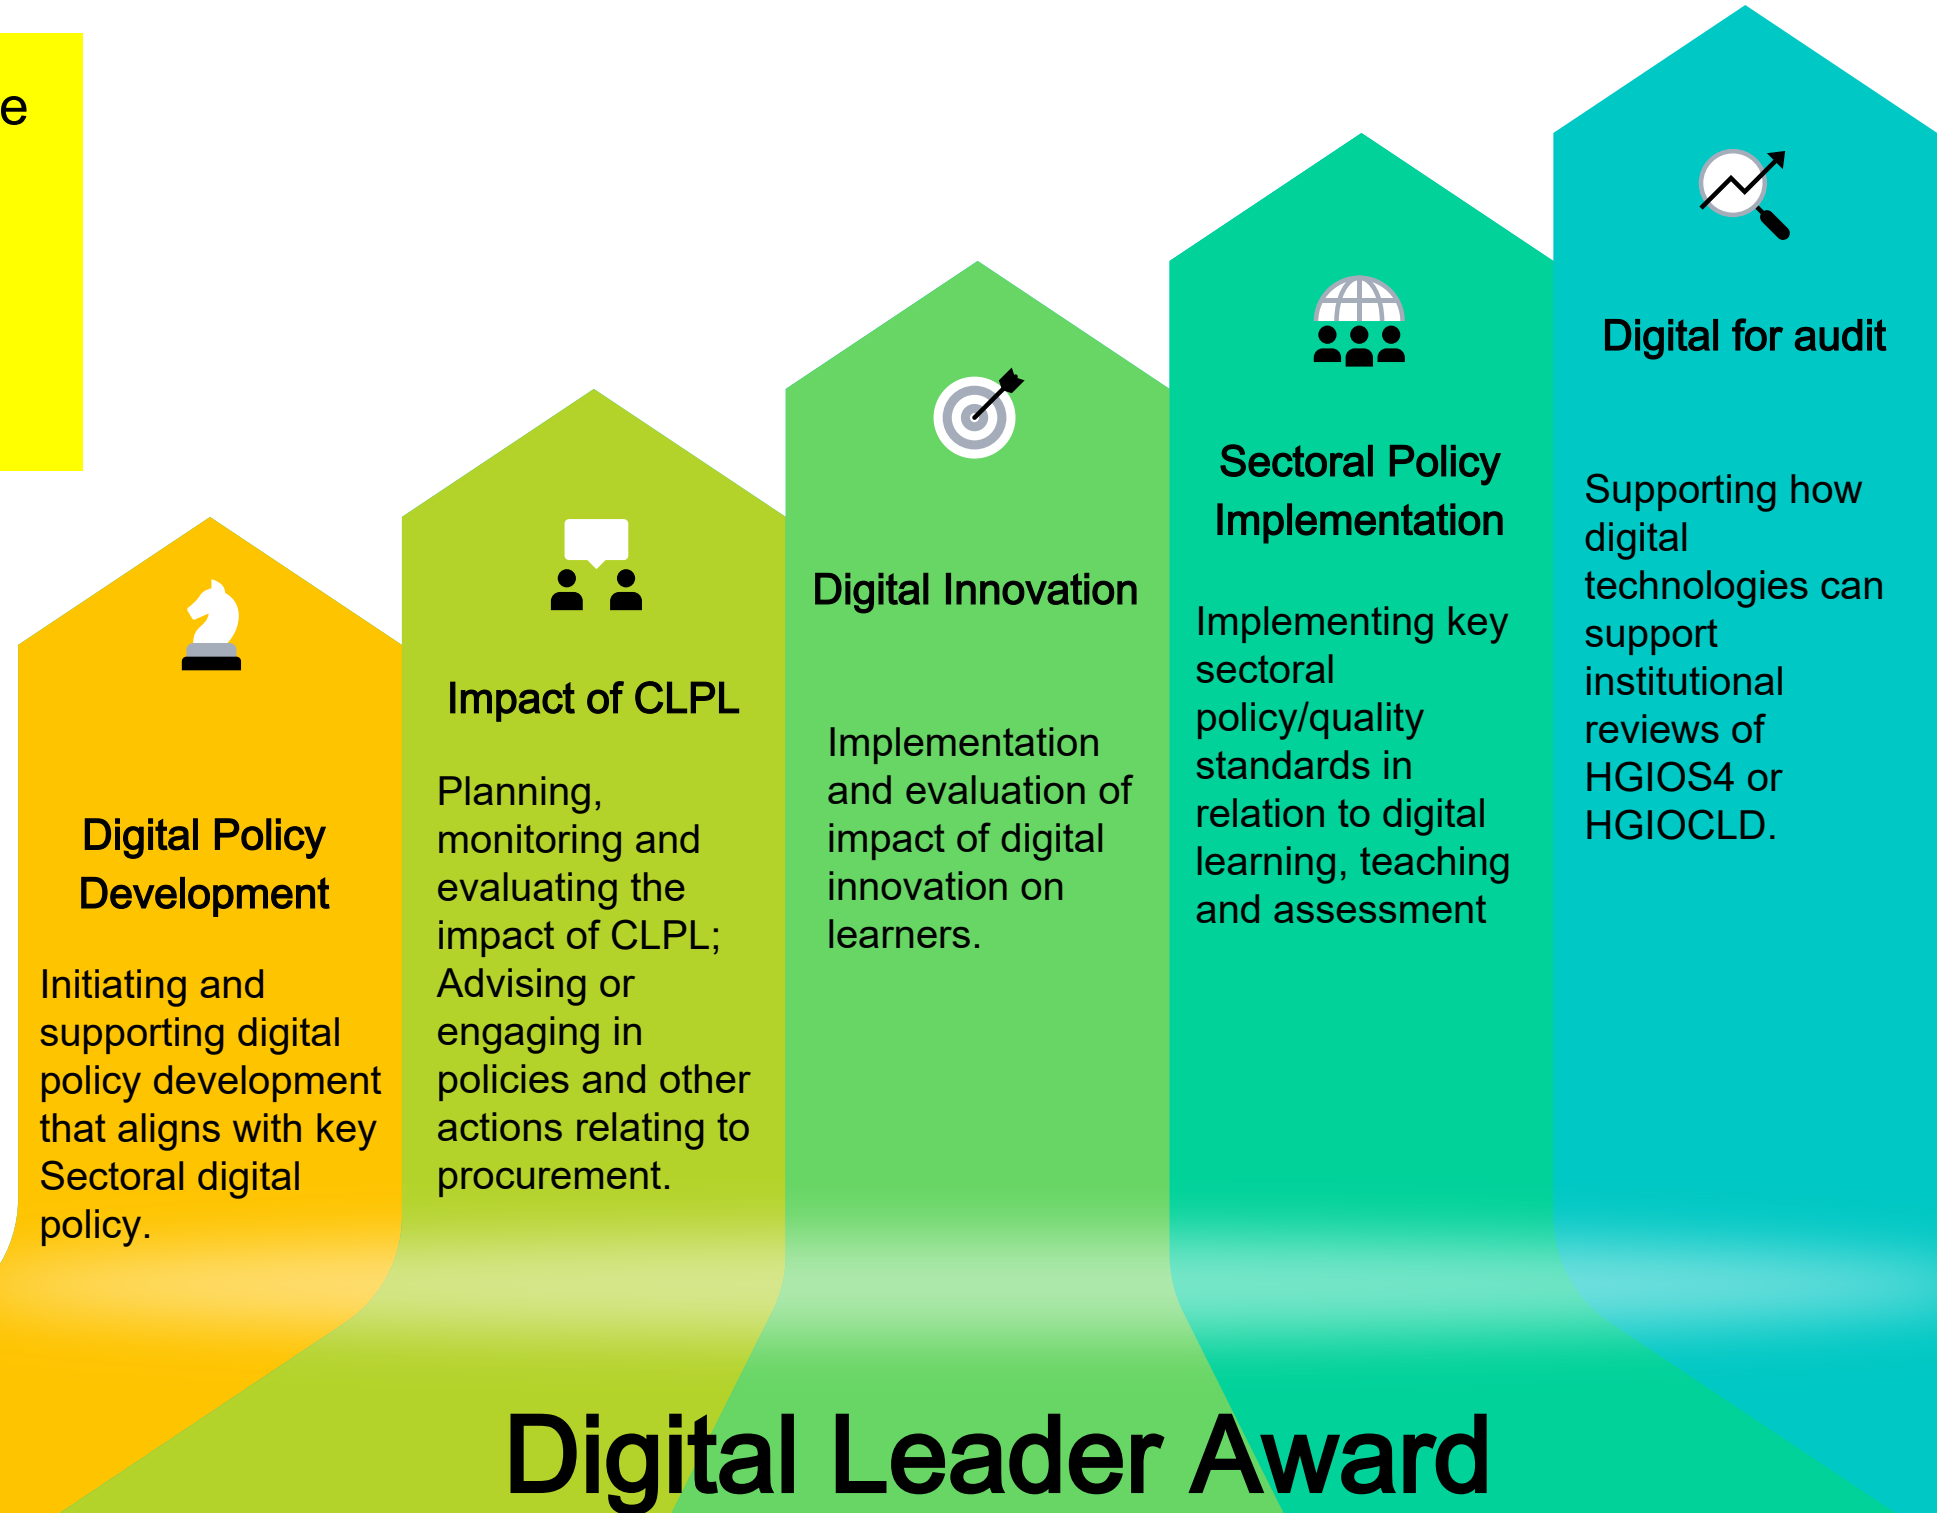 e
Digital Policy
Development
Initiating and
supporting digital
policy development
that aligns with key
Sectoral digital
policy.
Impact of CLPL
Planning,
monitoring and
evaluating the
impact of CLPL;
Advising or
engaging in
policies and other
actions relating to
procurement.
Digital Innovation
Implementation
and evaluation of
impact of digital
innovation on
learners.
Sectoral Policy
Implementation
Implementing key
sectoral
policy/quality
standards in
relation to digital
learning, teaching
and assessment
Digital for audit
Supporting how
digital
technologies can
support
institutional
reviews of
HGIOS4 or
HGIOCLD.
Digital Leader Award